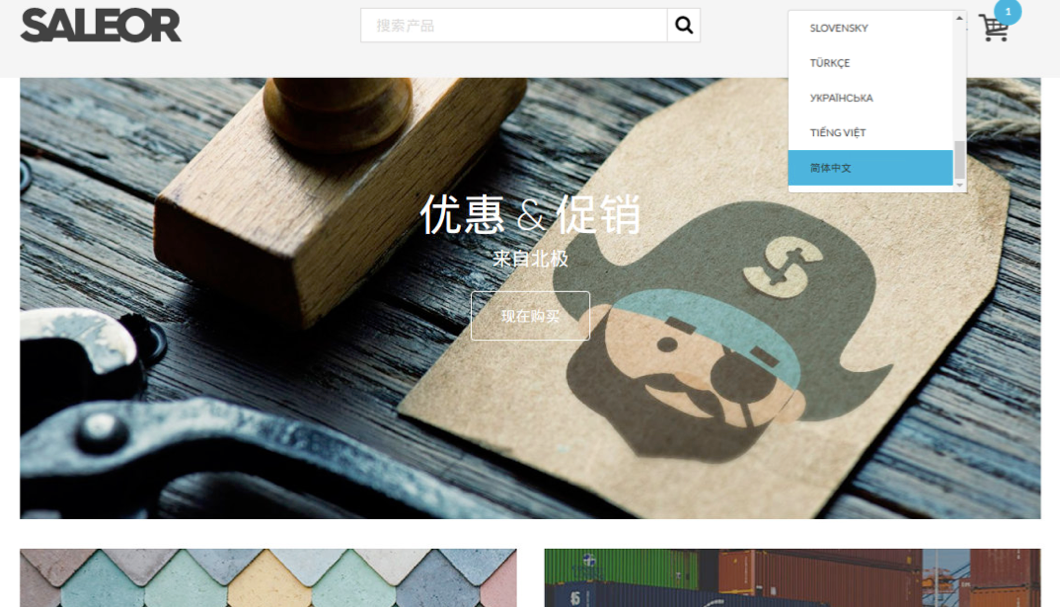 SALEOR
搜索产品
1
SLOVENSKY
TÜRKÇE
УКРАЇНСЬКА
TIẾNG VIỆT
简体中文
优惠 & 促销
来自北极
现在购买
S